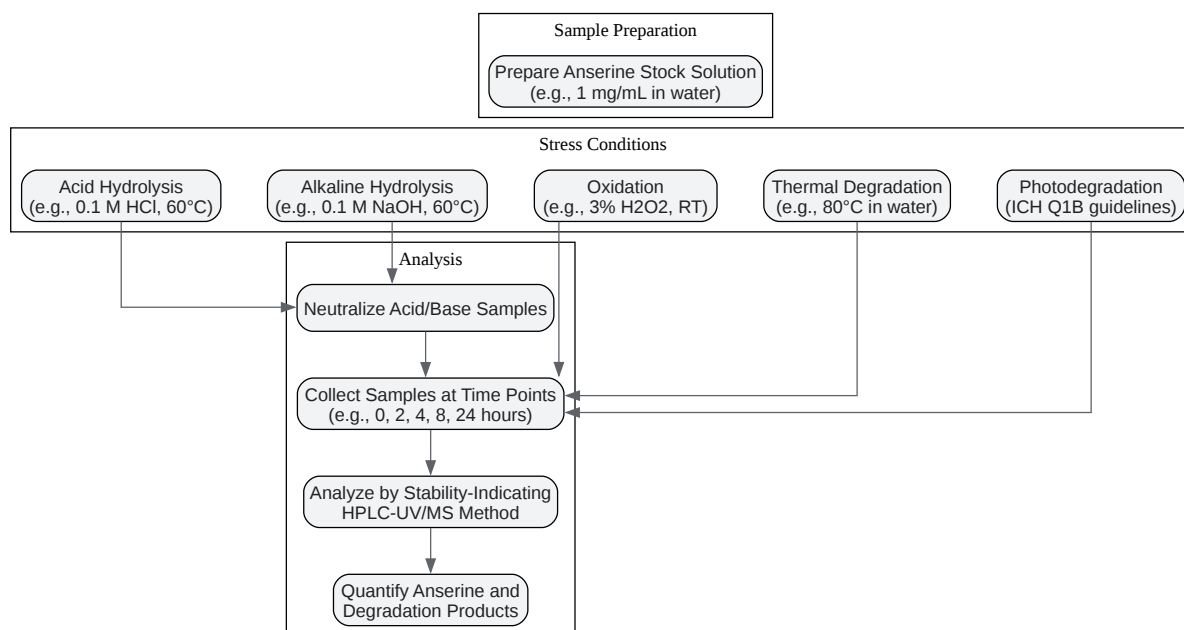 Sample Preparation
Prepare Anserine Stock Solution
(e.g., 1 mg/mL in water)
Stress Conditions
Acid Hydrolysis
(e.g., 0.1 M HCl, 60°C)
Alkaline Hydrolysis
(e.g., 0.1 M NaOH, 60°C)
Oxidation
(e.g., 3% H2O2, RT)
Thermal Degradation
(e.g., 80°C in water)
Photodegradation
(ICH Q1B guidelines)
Analysis
Neutralize Acid/Base Samples
Collect Samples at Time Points
(e.g., 0, 2, 4, 8, 24 hours)
Analyze by Stability-Indicating
HPLC-UV/MS Method
Quantify Anserine and
Degradation Products